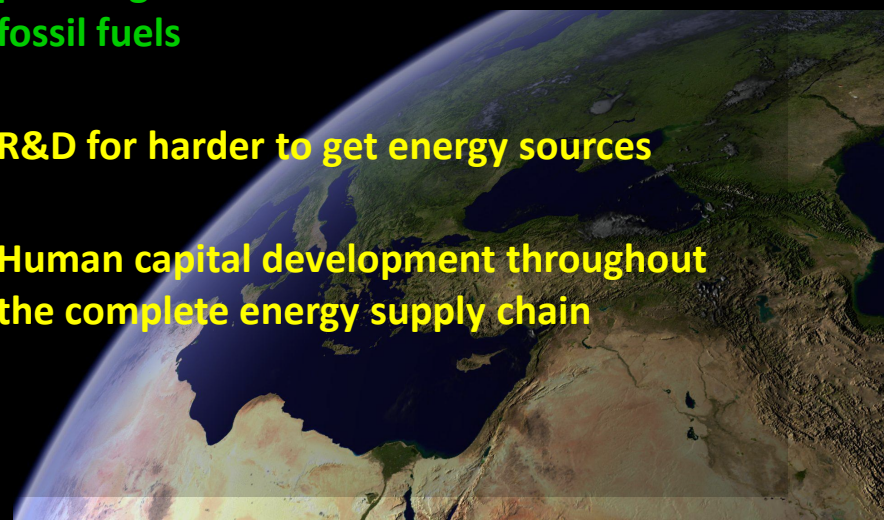 fossil fuels
R&D for harder to get energy sources
Human capital development throughout
the complete energy supply chain